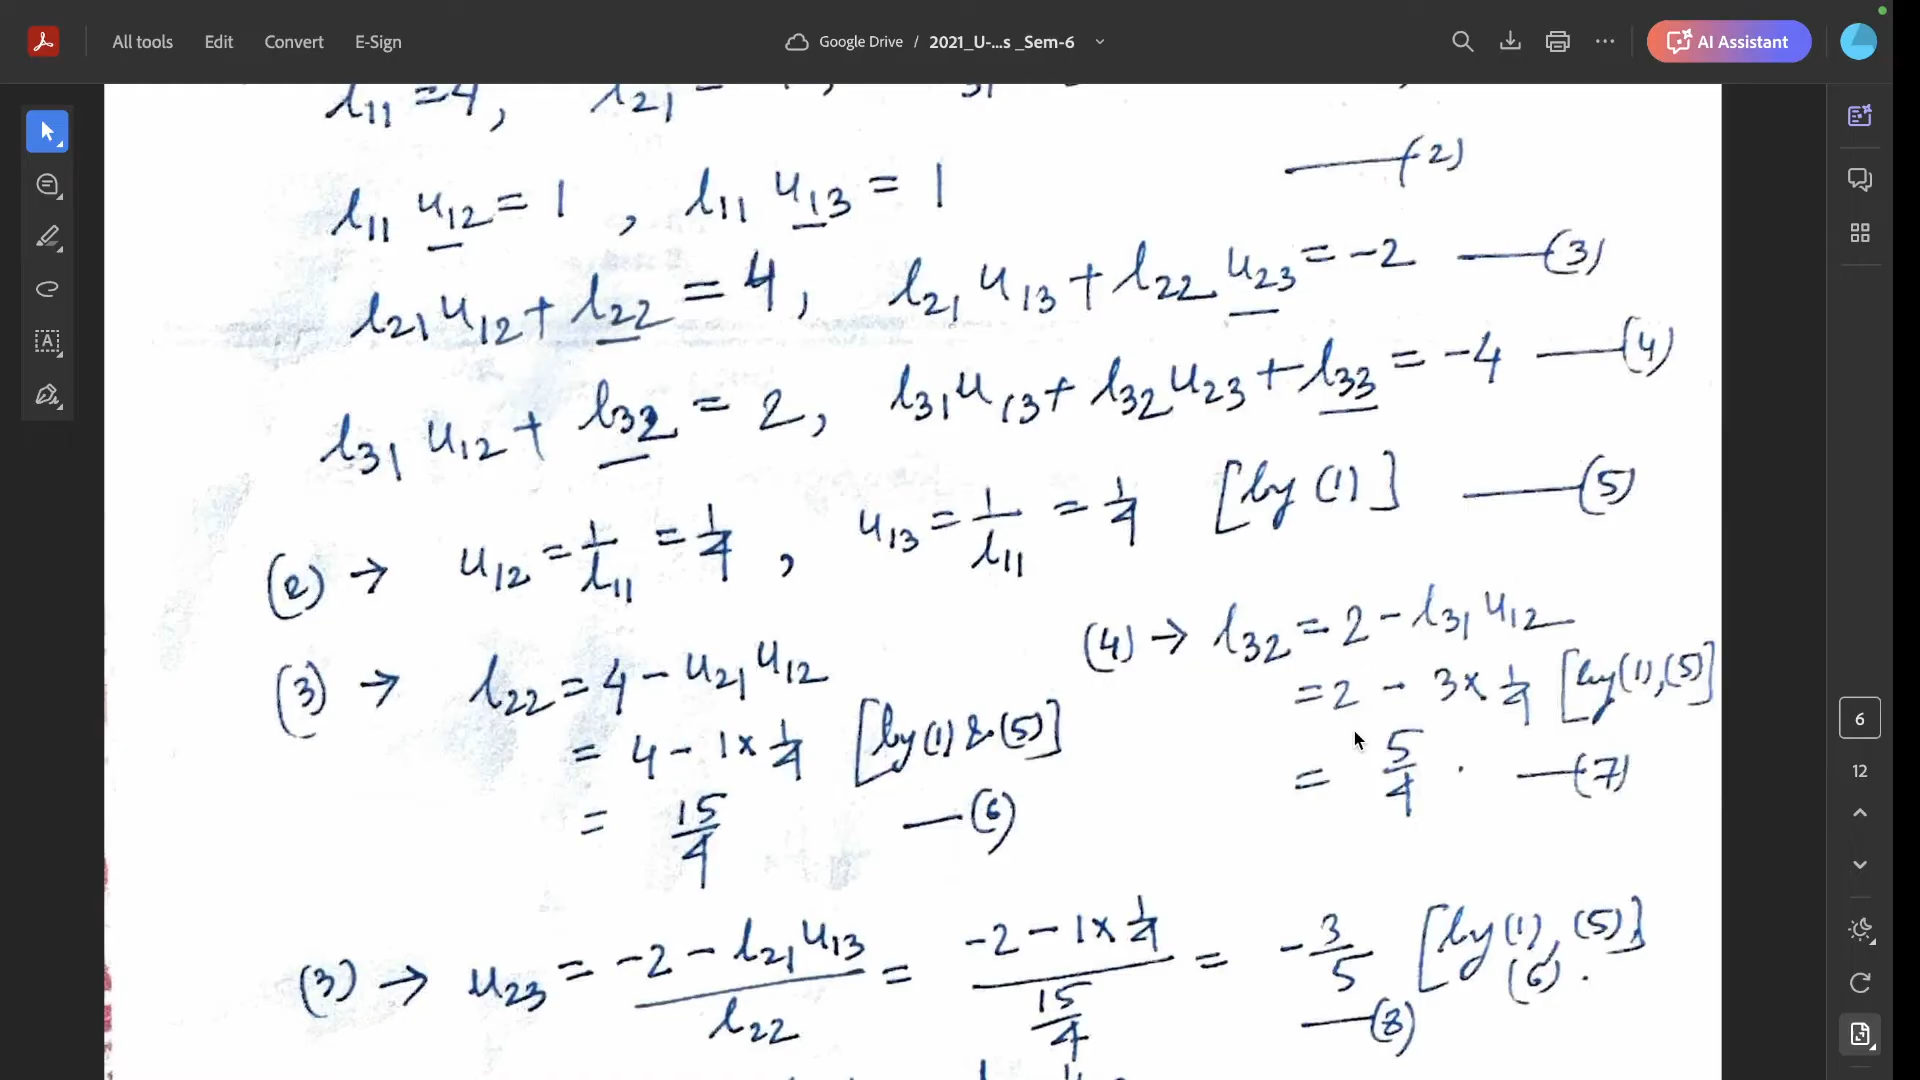 All tools Edit Convert E-Sign Google Drive / 2021_U-...s _Sem-6 AI Assistant
l₁₁ = 4, l₂₁ =
——(2)
l₁₁ u₁₂ = 1 , l₁₁ u₁₃ = 1
l₂₁ u₁₂ + l₂₂ = 4, l₂₁ u₁₃ + l₂₂ u₂₃ = -2 ——(3)
l₃₁ u₁₂ + l₃₂ = 2, l₃₁ u₁₃ + l₃₂ u₂₃ + l₃₃ = -4 ——(4)
(2) → u₁₂ = 1/l₁₁ = 1/4 , u₁₃ = 1/l₁₁ = 1/4 [by (1)] ——(5)
(3) → l₂₂ = 4 - u₂₁ u₁₂
= 4 - 1 × 1/4 [by (1) & (5)]
= 15/4 ——(6)
(4) → l₃₂ = 2 - l₃₁ u₁₂
= 2 - 3 × 1/4 [by (1), (5)]
= 5/4 . ——(7)
(3) → u₂₃ = (-2 - l₂₁ u₁₃)/l₂₂ = (-2 - 1 × 1/4)/(15/4) = -3/5 [by (1), (5)]
(6) .
——(8)
6
12